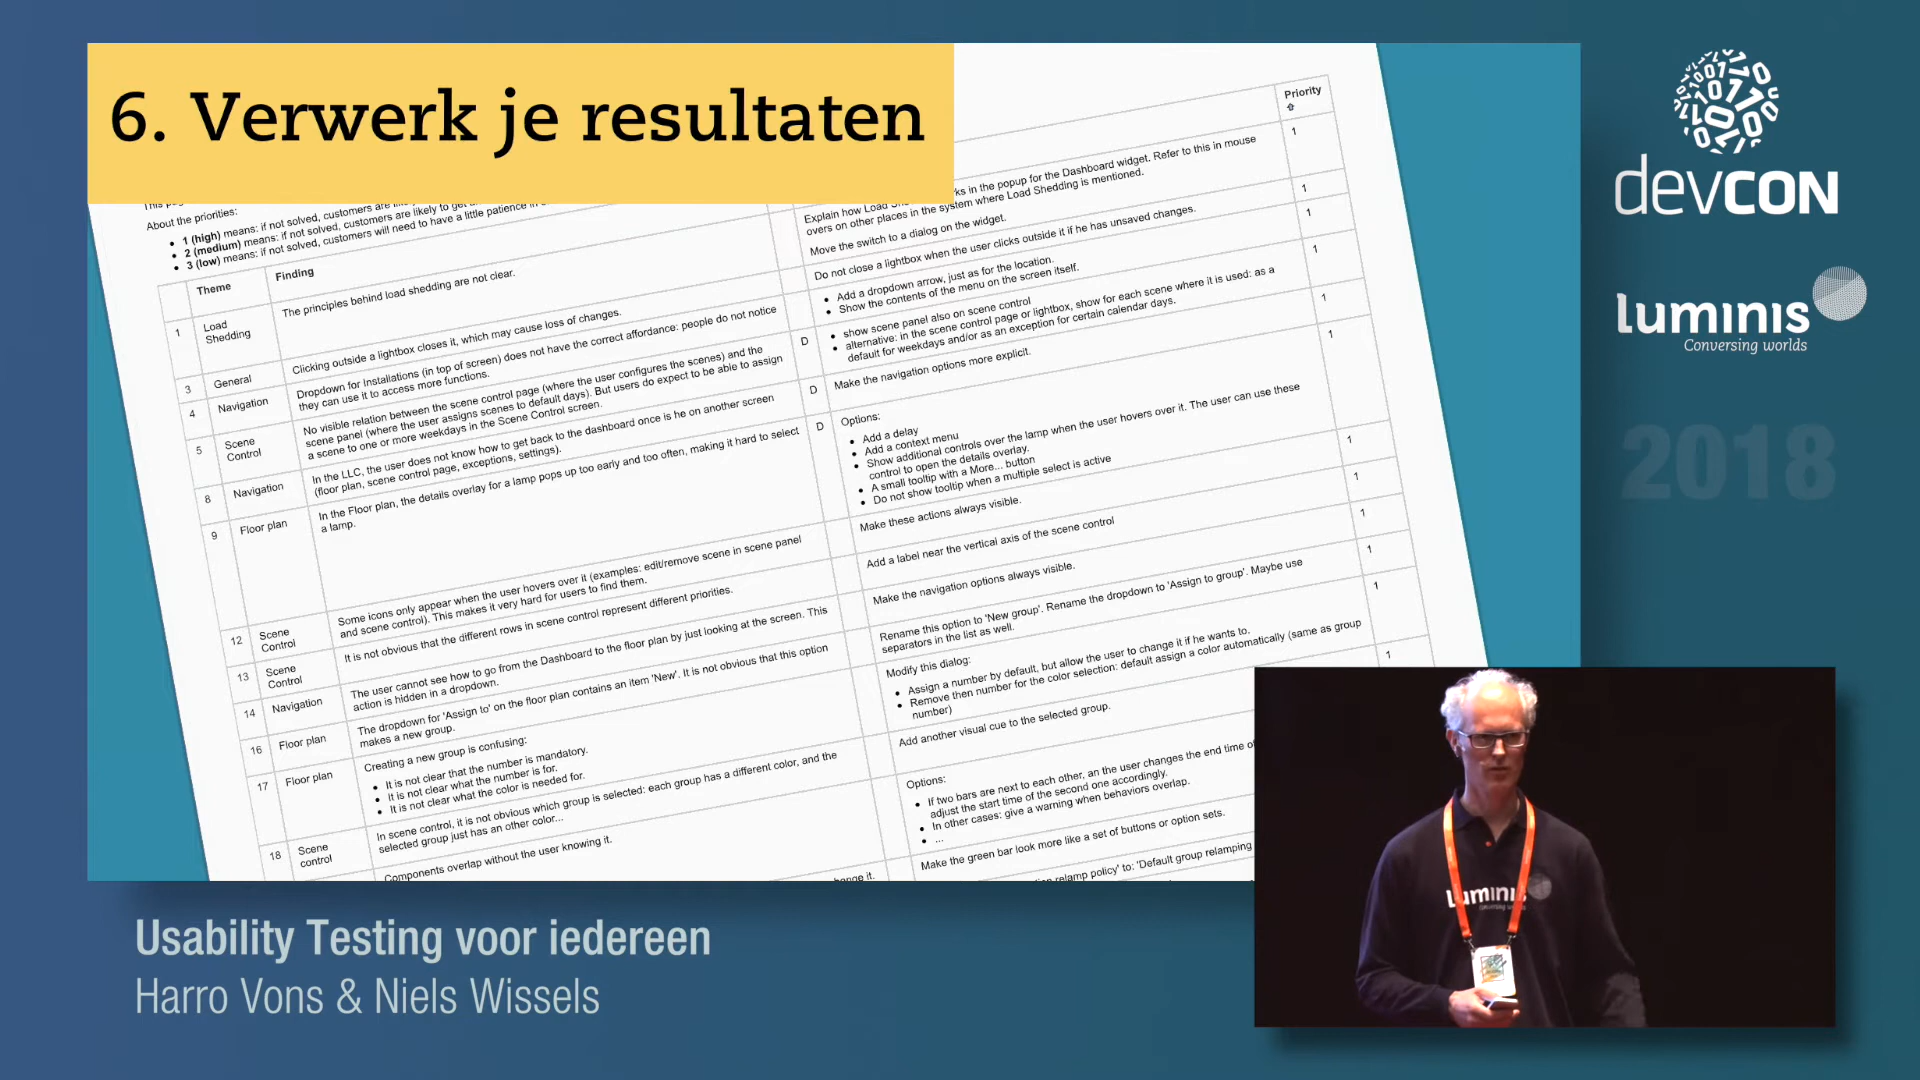 6. Verwerk je resultaten
About the priorities:
1 (high) means: if not solved, customers are
2 (medium) means: if not solved, customers are likely to get
3 (low) means: if not solved, customers will need to have a little patience in
Theme
Finding
Priority
ks in the popup for the Dashboard widget. Refer to this in mouse
overs on other places in the system where Load Shedding is mentioned.
Explain how Load
Move the switch to a dialog on the widget.
1
1
Load
Shedding
The principles behind load shedding are not clear.
3
General
Clicking outside a lightbox closes it, which may cause loss of changes.
Do not close a lightbox when the user clicks outside it if he has unsaved changes.
1
4
Navigation
Dropdown for Installations (in top of screen) does not have the correct affordance: people do not notice
they can use it to access more functions.
Add a dropdown arrow, just as for the location.
Show the contents of the menu on the screen itself.
1
5
Scene
Control
No visible relation between the scene control page (where the user configures the scenes) and the
scene panel (where the user assigns scenes to default days). But users do expect to be able to assign
a scene to one or more weekdays in the Scene Control screen.
D
show scene panel also on scene control
alternative: in the scene control page or lightbox, show for each scene where it is used: as a
default for weekdays and/or as an exception for certain calendar days.
1
8
Navigation
In the LLC, the user does not know how to get back to the dashboard once is he on another screen
(floor plan, scene control page, exceptions, settings).
D
Make the navigation options more explicit.
1
9
Floor plan
In the Floor plan, the details overlay for a lamp pops up too early and too often, making it hard to select
a lamp.
D
Options:
Add a delay
Add a context menu
Show additional controls over the lamp when the user hovers over it. The user can use these
control to open the details overlay.
A small tooltip with a More... button
Do not show tooltip when a multiple select is active
1
12
Scene
Control
Some icons only appear when the user hovers over it (examples: edit/remove scene in scene panel
and scene control). This makes it very hard for users to find them.
Make these actions always visible.
1
13
Scene
Control
It is not obvious that the different rows in scene control represent different priorities.
Add a label near the vertical axis of the scene control
1
14
Navigation
The user cannot see how to go from the Dashboard to the floor plan by just looking at the screen. This
action is hidden in a dropdown.
Make the navigation options always visible.
1
16
Floor plan
The dropdown for 'Assign to' on the floor plan contains an item 'New'. It is not obvious that this option
makes a new group.
Rename this option to 'New group'. Rename the dropdown to 'Assign to group'. Maybe use
separators in the list as well.
1
17
Floor plan
Creating a new group is confusing:
It is not clear that the number is mandatory.
It is not clear what the number is for.
It is not clear what the color is needed for.
Modify this dialog:
Assign a number by default, but allow the user to change it if he wants to.
Remove then number for the color selection: default assign a color automatically (same as group
number)
1
18
Scene
control
In scene control, it is not obvious which group is selected: each group has a different color, and the
selected group just has an other color...
Add another visual cue to the selected group.
1
Components overlap without the user knowing it.
Options:
If two bars are next to each other, an the user changes the end time of
adjust the start time of the second one accordingly.
In other cases: give a warning when behaviors overlap.
...
Make the green bar look more like a set of buttons or option sets.
relamp policy' to: 'Default group relamping
devCON
luminis
Conversing worlds
2018
luminis
Usability Testing voor iedereen
Harro Vons & Niels Wissels